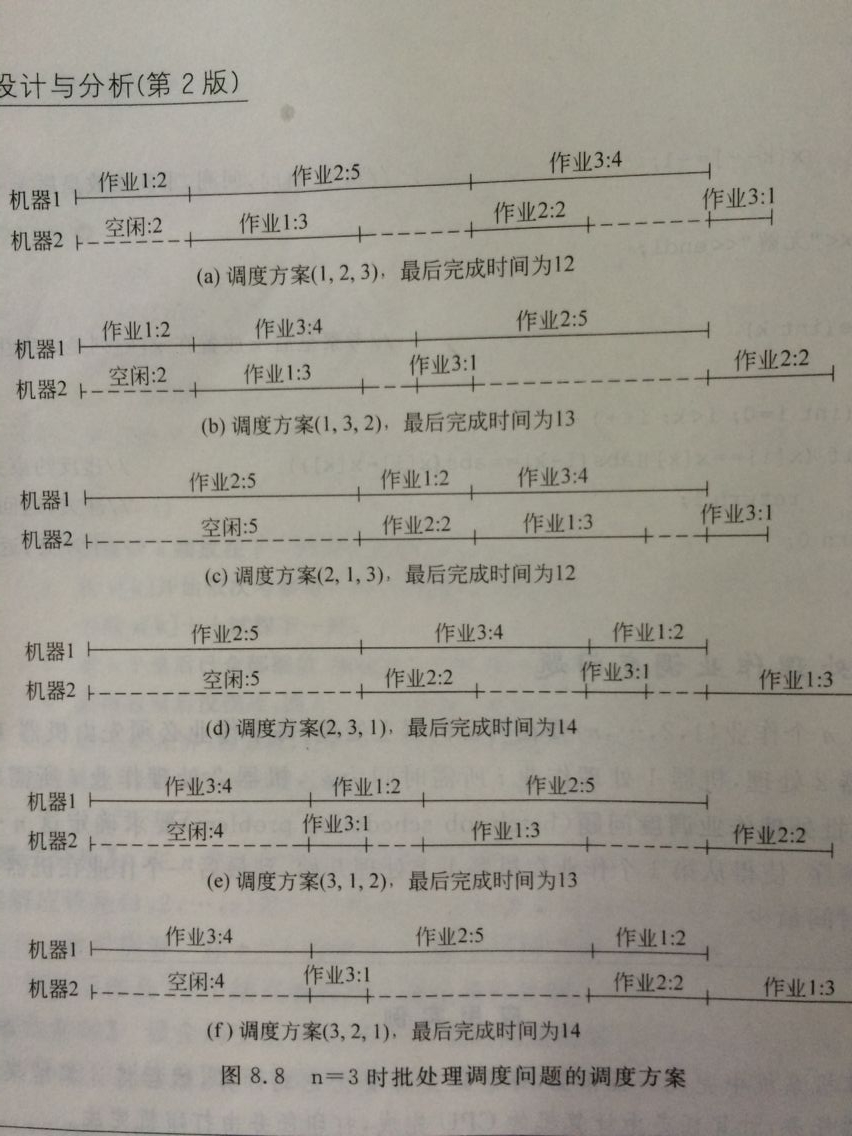 设计与分析(第2版)
作业1:2 作业2:5 作业3:4
机器1
空闲:2 作业1:3 作业2:2 作业3:1
机器2
(a) 调度方案(1, 2, 3)，最后完成时间为12
作业1:2 作业3:4 作业2:5
机器1
空闲:2 作业1:3 作业3:1 作业2:2
机器2
(b) 调度方案(1, 3, 2)，最后完成时间为13
作业2:5 作业1:2 作业3:4
机器1
空闲:5 作业2:2 作业1:3 作业3:1
机器2
(c) 调度方案(2, 1, 3)，最后完成时间为12
作业2:5 作业3:4 作业1:2
机器1
空闲:5 作业2:2 作业3:1 作业1:3
机器2
(d) 调度方案(2, 3, 1)，最后完成时间为14
作业3:4 作业1:2 作业2:5
机器1
空闲:4 作业3:1 作业1:3 作业2:2
机器2
(e) 调度方案(3, 1, 2)，最后完成时间为13
作业3:4 作业2:5 作业1:2
机器1
空闲:4 作业3:1 作业2:2 作业1:3
机器2
(f) 调度方案(3, 2, 1)，最后完成时间为14
图 8.8 n=3 时批处理调度问题的调度方案